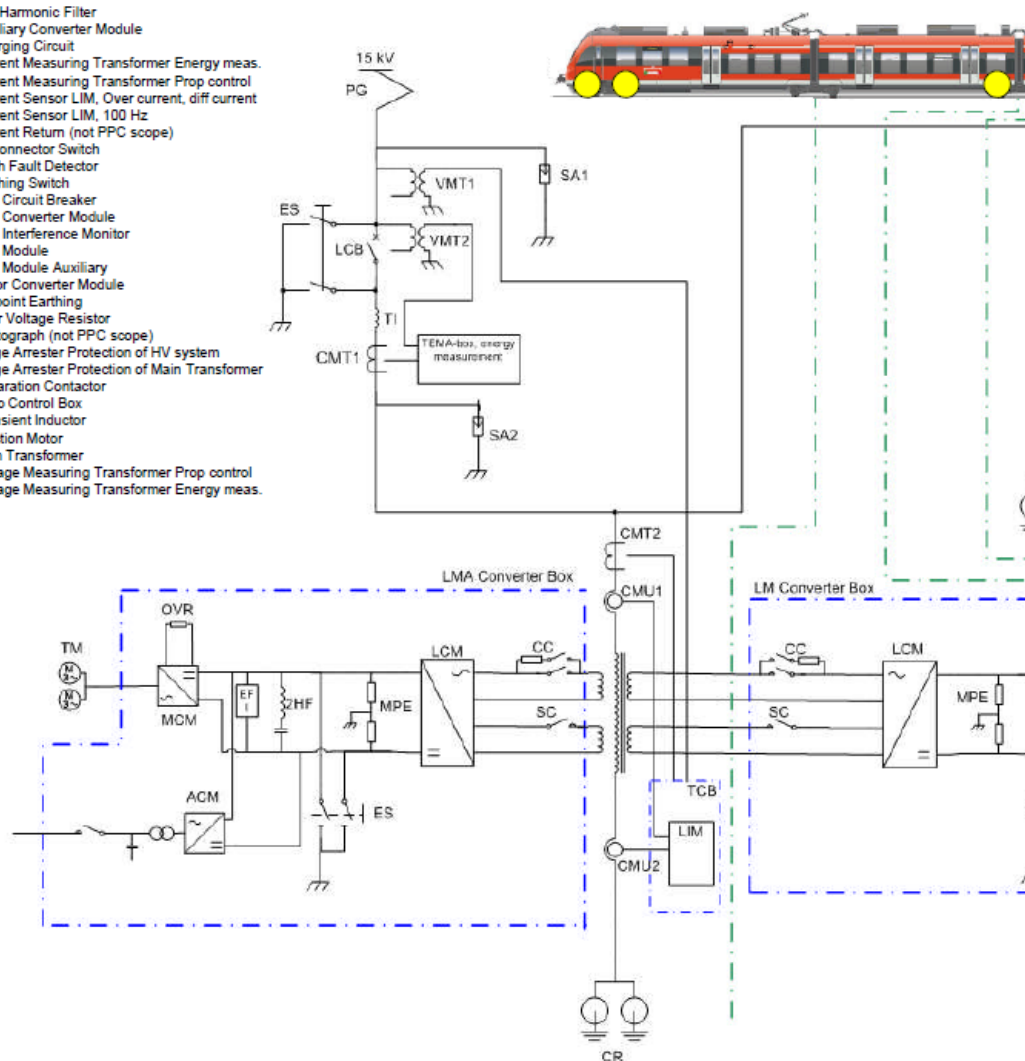 Harmonic Filter
liary Converter Module
rging Circuit
ent Measuring Transformer Energy meas.
ent Measuring Transformer Prop control
ent Sensor LIM, Over current, diff current
ent Sensor LIM, 100 Hz
ent Return (not PPC scope)
onnector Switch
h Fault Detector
hing Switch
Circuit Breaker
Converter Module
Interference Monitor
Module
Module Auxiliary
or Converter Module
point Earthing
r Voltage Resistor
tograph (not PPC scope)
ge Arrester Protection of HV system
ge Arrester Protection of Main Transformer
aration Contactor
o Control Box
sient Inductor
tion Motor
n Transformer
age Measuring Transformer Prop control
age Measuring Transformer Energy meas.
15 kV
PG
SA1
VMT1
ES
LCB
VMT2
TI
CMT1
TEMA-box, energy
measurement
SA2
CMT2
LMA Converter Box
CMU1
LM Converter Box
OVR
TM
M
3~
M
3~
MCM
EF
I
2HF
MPE
LCM
CC
SC
CC
SC
LCM
MPE
ACM
ES
TCB
LIM
CMU2
CR